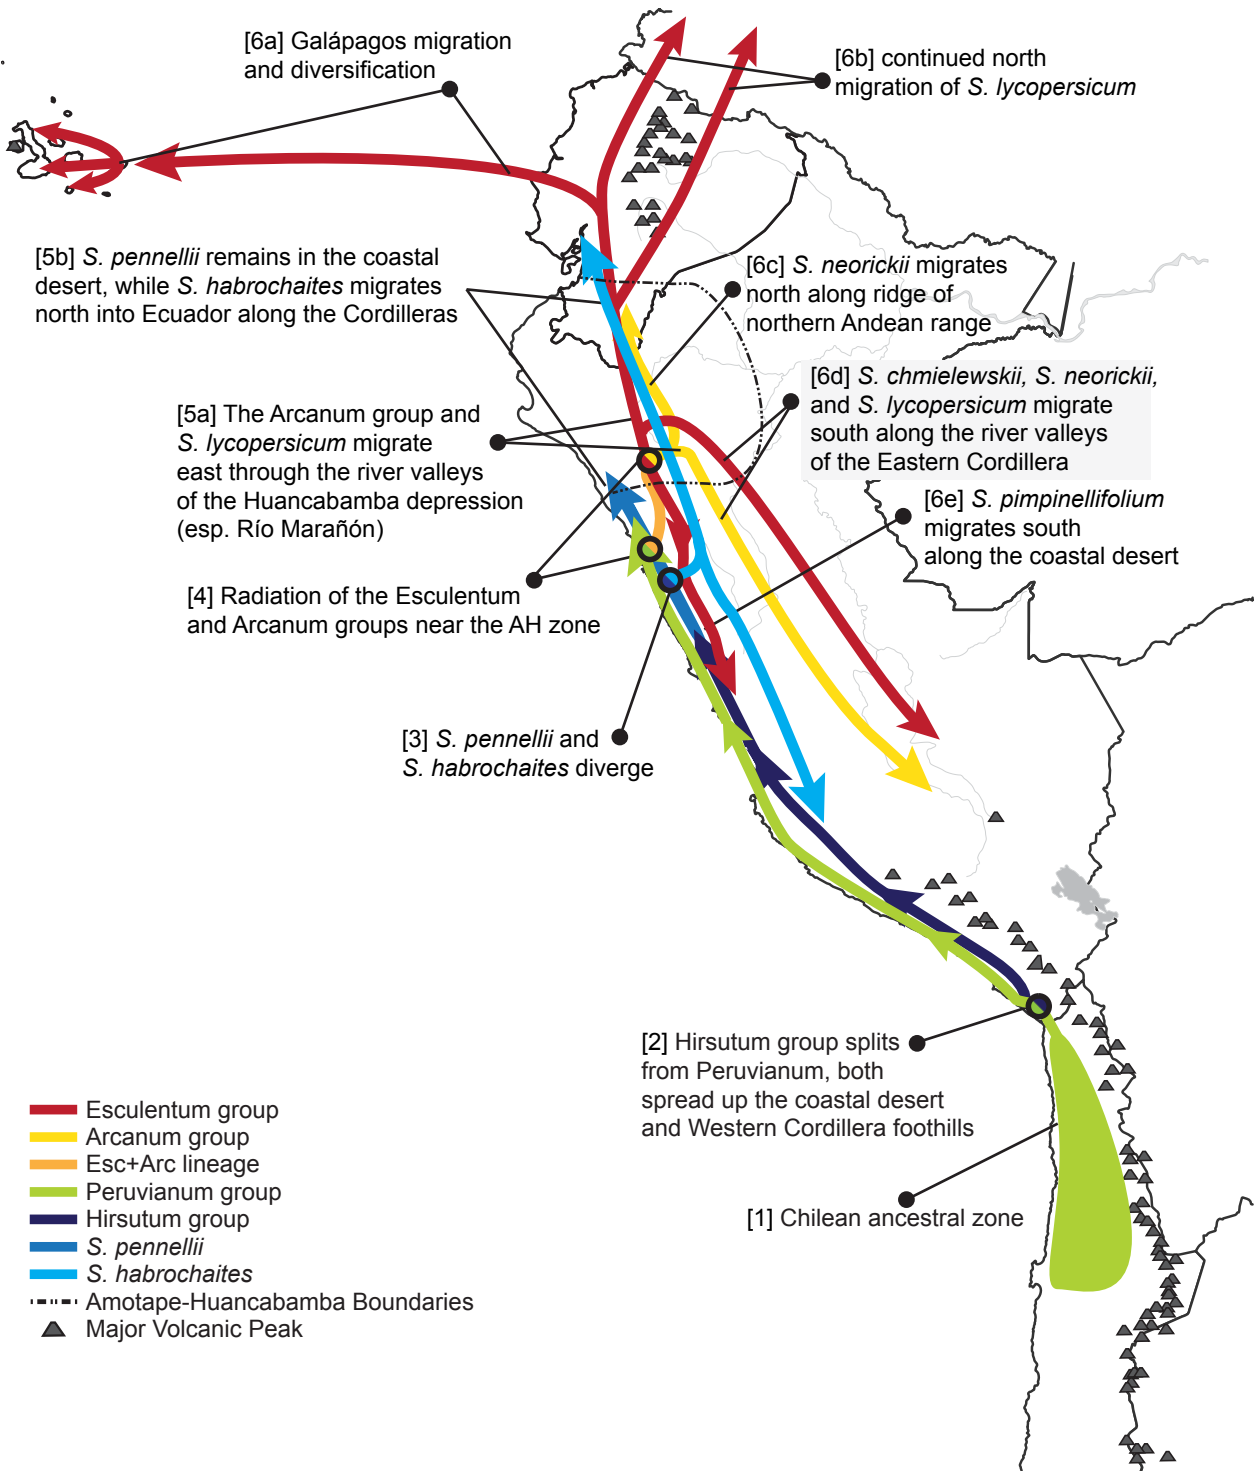 [6a] Galápagos migration
and diversification
[6b] continued north
migration of S. lycopersicum
[5b] S. pennellii remains in the coastal
desert, while S. habrochaites migrates
north into Ecuador along the Cordilleras
[6c] S. neorickii migrates
north along ridge of
northern Andean range
[6d] S. chmielewskii, S. neorickii,
and S. lycopersicum migrate
south along the river valleys
of the Eastern Cordillera
[5a] The Arcanum group and
S. lycopersicum migrate
east through the river valleys
of the Huancabamba depression
(esp. Río Marañón)
[6e] S. pimpinellifolium
migrates south
along the coastal desert
[4] Radiation of the Esculentum
and Arcanum groups near the AH zone
[3] S. pennellii and
S. habrochaites diverge
[2] Hirsutum group splits
from Peruvianum, both
spread up the coastal desert
and Western Cordillera foothills
[1] Chilean ancestral zone
Esculentum group
Arcanum group
Esc+Arc lineage
Peruvianum group
Hirsutum group
S. pennellii
S. habrochaites
Amotape-Huancabamba Boundaries
Major Volcanic Peak